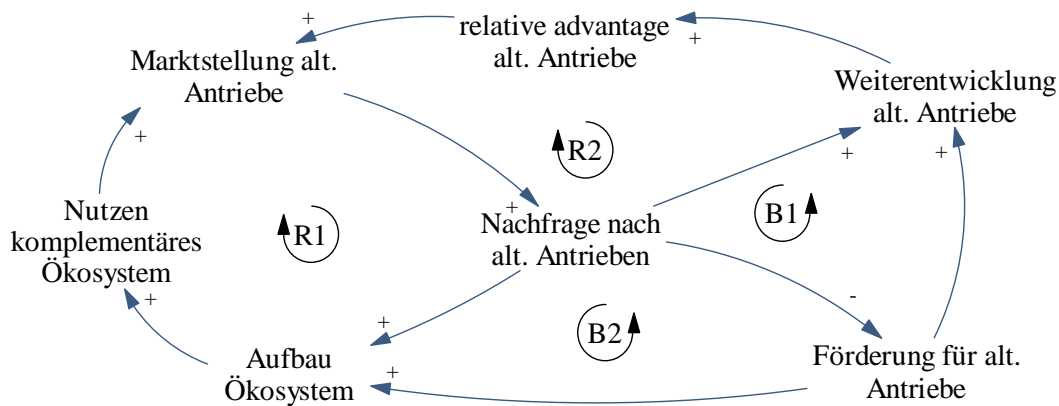 relative advantage
alt. Antriebe
+
+
Marktstellung alt.
Antriebe
Weiterentwicklung
alt. Antriebe
+
R2
+
+
Nutzen
komplementäres
Ökosystem
R1
+
Nachfrage nach
alt. Antrieben
B1
+
-
+
B2
Aufbau
Ökosystem
+
Förderung für alt.
Antriebe